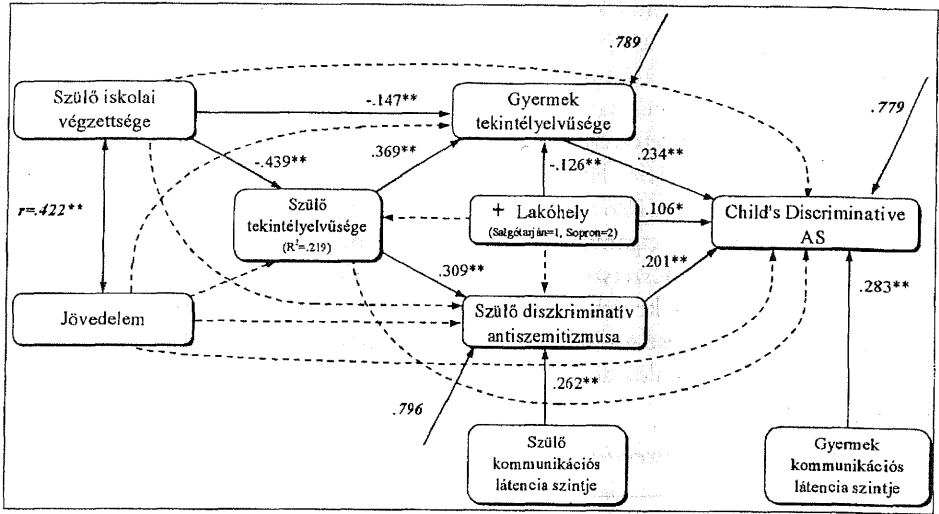 .789
.779
Szülő iskolai
végzettsége
-.147**
Gyermek
tekintélyelvűsége
r=.422**
-.439**
.369**
-.126**
.234**
Szülő
tekintélyelvűsége
(R²=.219)
+ Lakóhely
(Salgótarján=1, Sopron=2)
.106*
Child's Discriminative
AS
.309**
.201**
.283**
Jövedelem
Szülő diszkriminatív
antiszemitizmusa
.796
.262**
Szülő
kommunikációs
látencia szintje
Gyermek
kommunikációs
látencia szintje